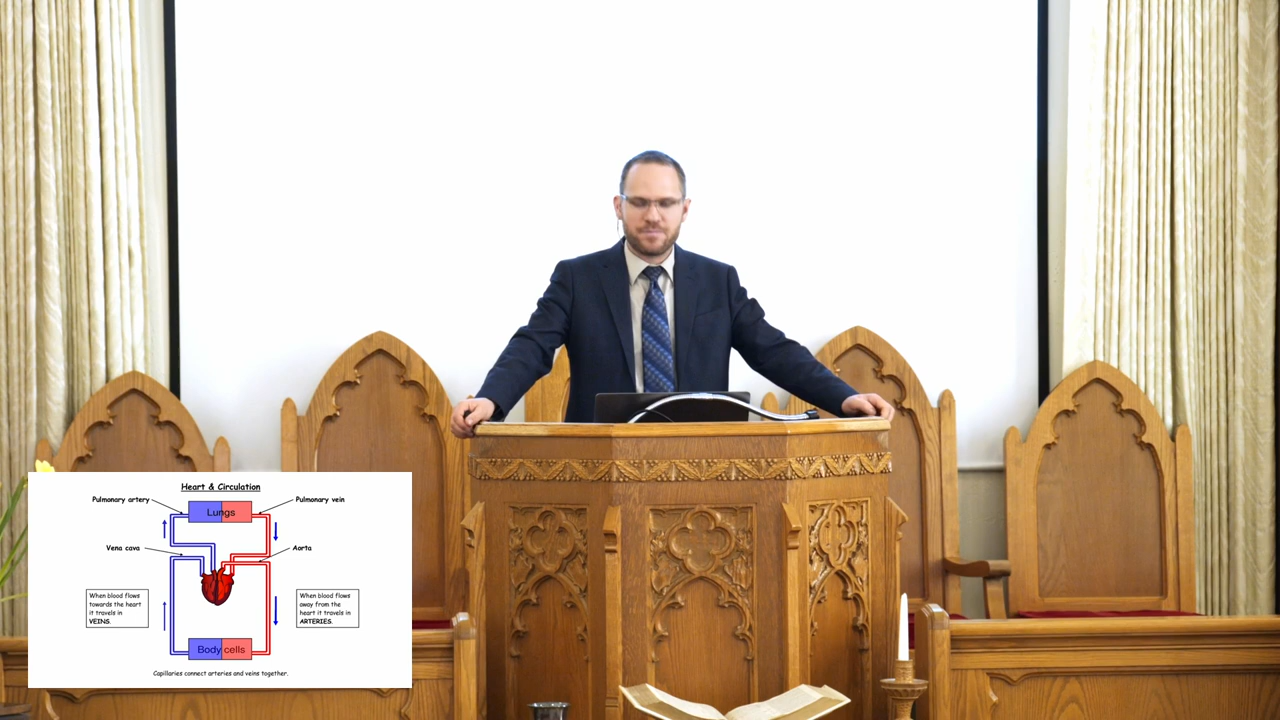 Heart & Circulation
Pulmonary artery
Pulmonary vein
Lungs
Vena cava
Aorta
When blood flows
towards the heart
it travels in
VEINS.
When blood flows
away from the
heart it travels in
ARTERIES.
Body cells
Capillaries connect arteries and veins together.